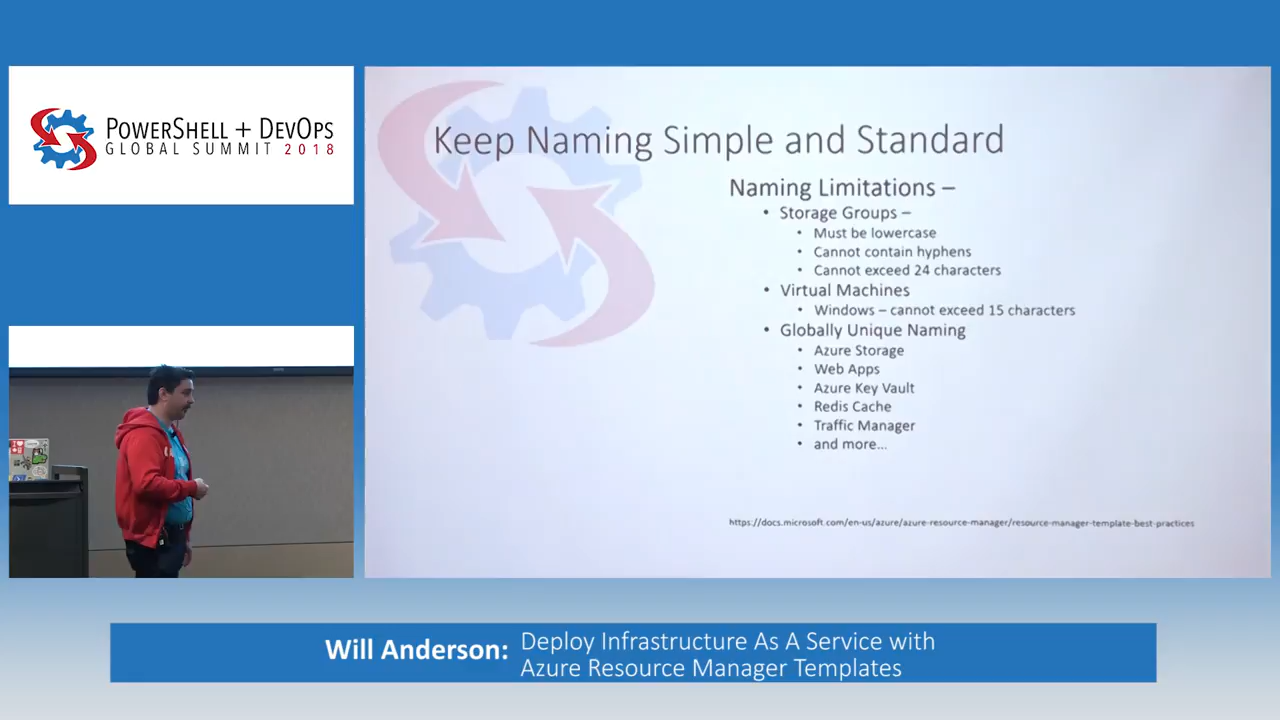 POWERSHELL + DEVOPS
GLOBAL SUMMIT 2018
Keep Naming Simple and Standard
Naming Limitations –
• Storage Groups –
• Must be lowercase
• Cannot contain hyphens
• Cannot exceed 24 characters
• Virtual Machines
• Windows – cannot exceed 15 characters
• Globally Unique Naming
• Azure Storage
• Web Apps
• Azure Key Vault
• Redis Cache
• Traffic Manager
• and more...
https://docs.microsoft.com/en-us/azure/azure-resource-manager/resource-manager-template-best-practices
Will Anderson: Deploy Infrastructure As A Service with
Azure Resource Manager Templates